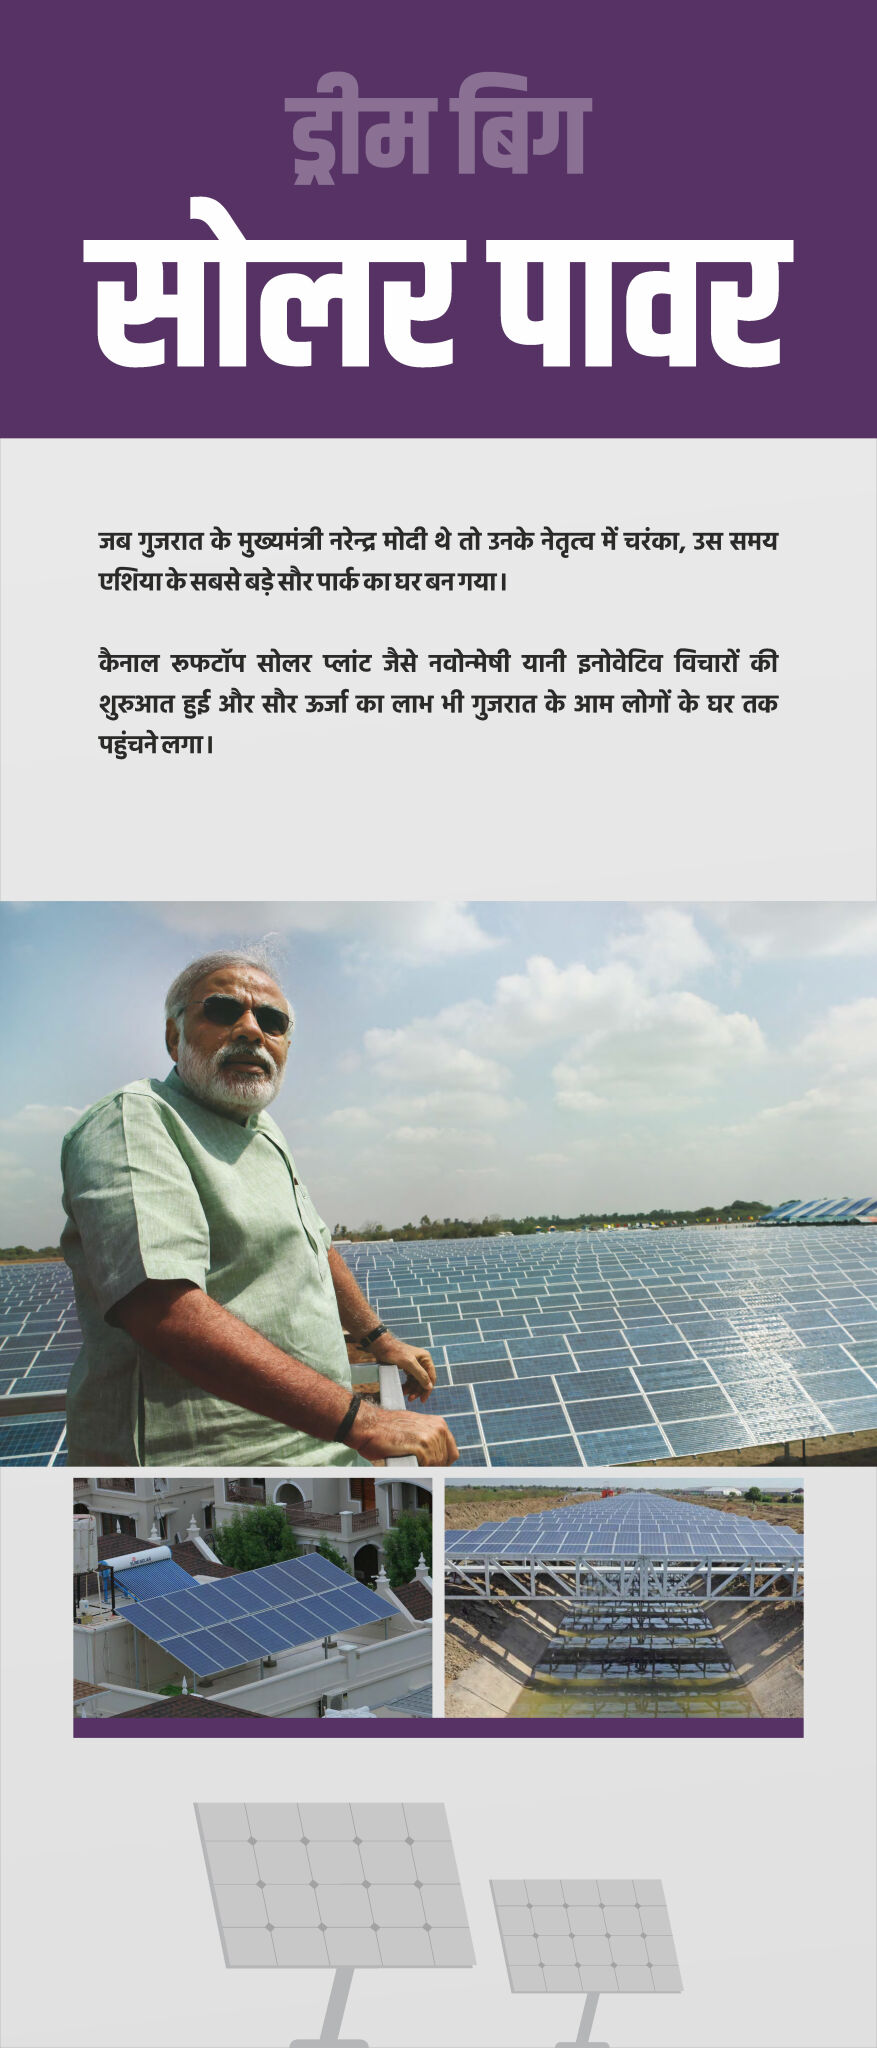 ड्रीम बिग
सोलर पावर
जब गुजरात के मुख्यमंत्री नरेन्द्र मोदी थे तो उनके नेतृत्व में चरंका, उस समय
एशिया के सबसे बड़े सौर पार्क का घर बन गया।
कैनाल रूफटॉप सोलर प्लांट जैसे नवोन्मेषी यानी इनोवेटिव विचारों की
शुरुआत हुई और सौर ऊर्जा का लाभ भी गुजरात के आम लोगों के घर तक
पहुंचने लगा।